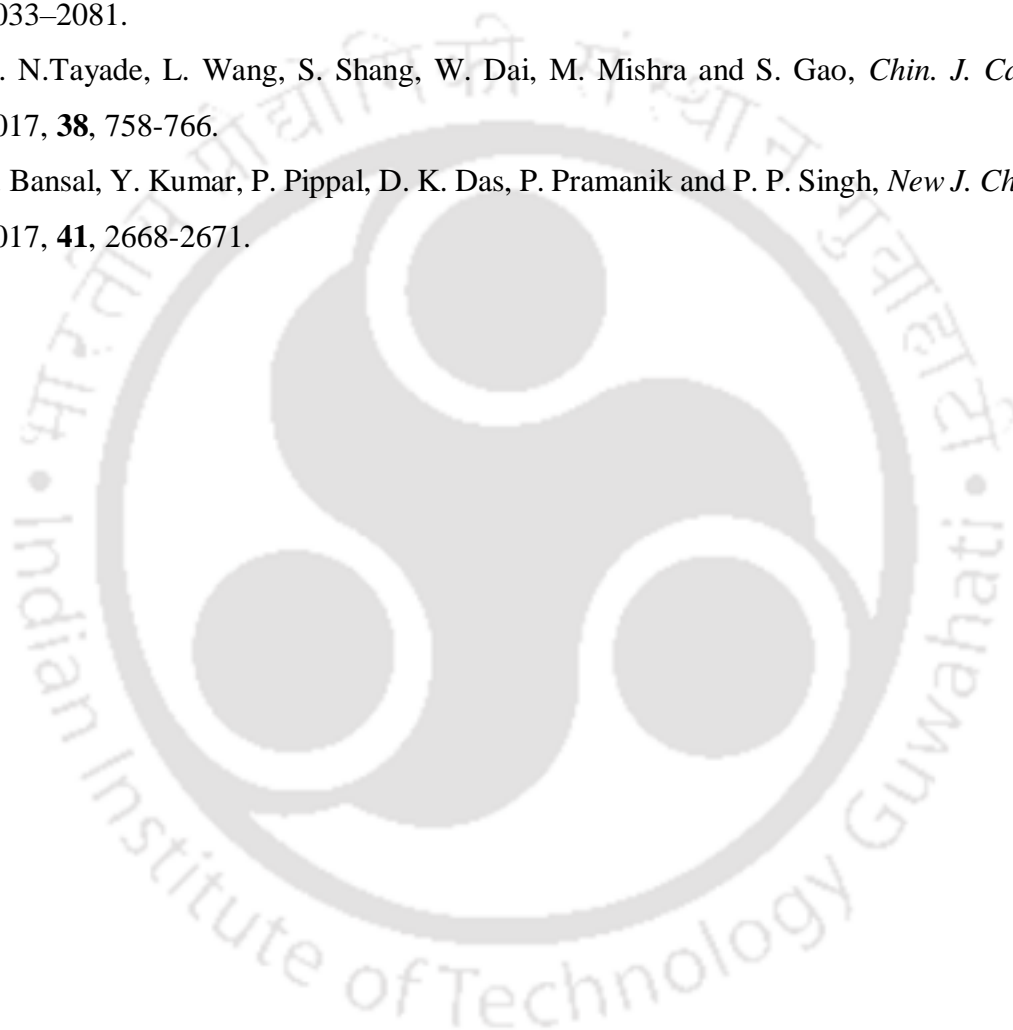 033–2081.
. N.Tayade, L. Wang, S. Shang, W. Dai, M. Mishra and S. Gao, Chin. J. Ca
017, 38, 758-766.
Bansal, Y. Kumar, P. Pippal, D. K. Das, P. Pramanik and P. P. Singh, New J. Ch
017, 41, 2668-2671.
भारतीय प्रौद्योगिकी संस्थान गुवाहाटी
Indian Institute of Technology Guwahati